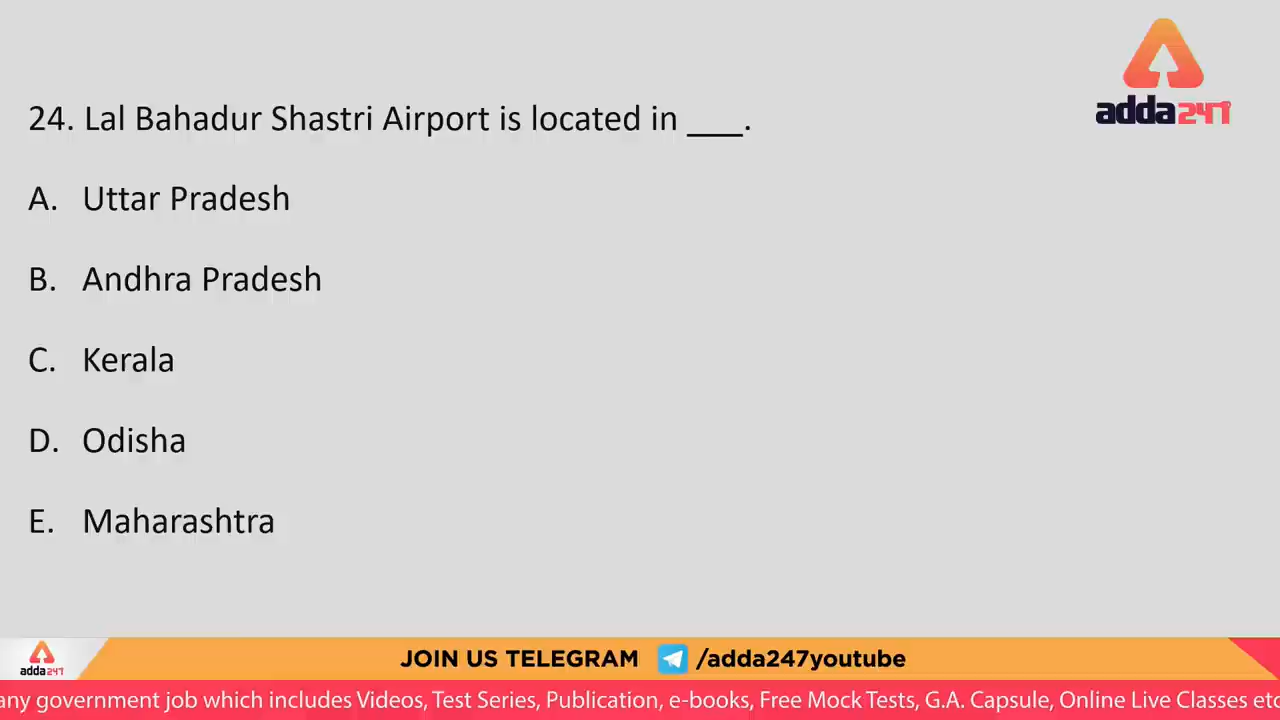 adda247
24. Lal Bahadur Shastri Airport is located in ___.
A. Uttar Pradesh
B. Andhra Pradesh
C. Kerala
D. Odisha
E. Maharashtra
adda247
JOIN US TELEGRAM /adda247youtube
any government job which includes Videos, Test Series, Publication, e-books, Free Mock Tests, G.A. Capsule, Online Live Classes etc